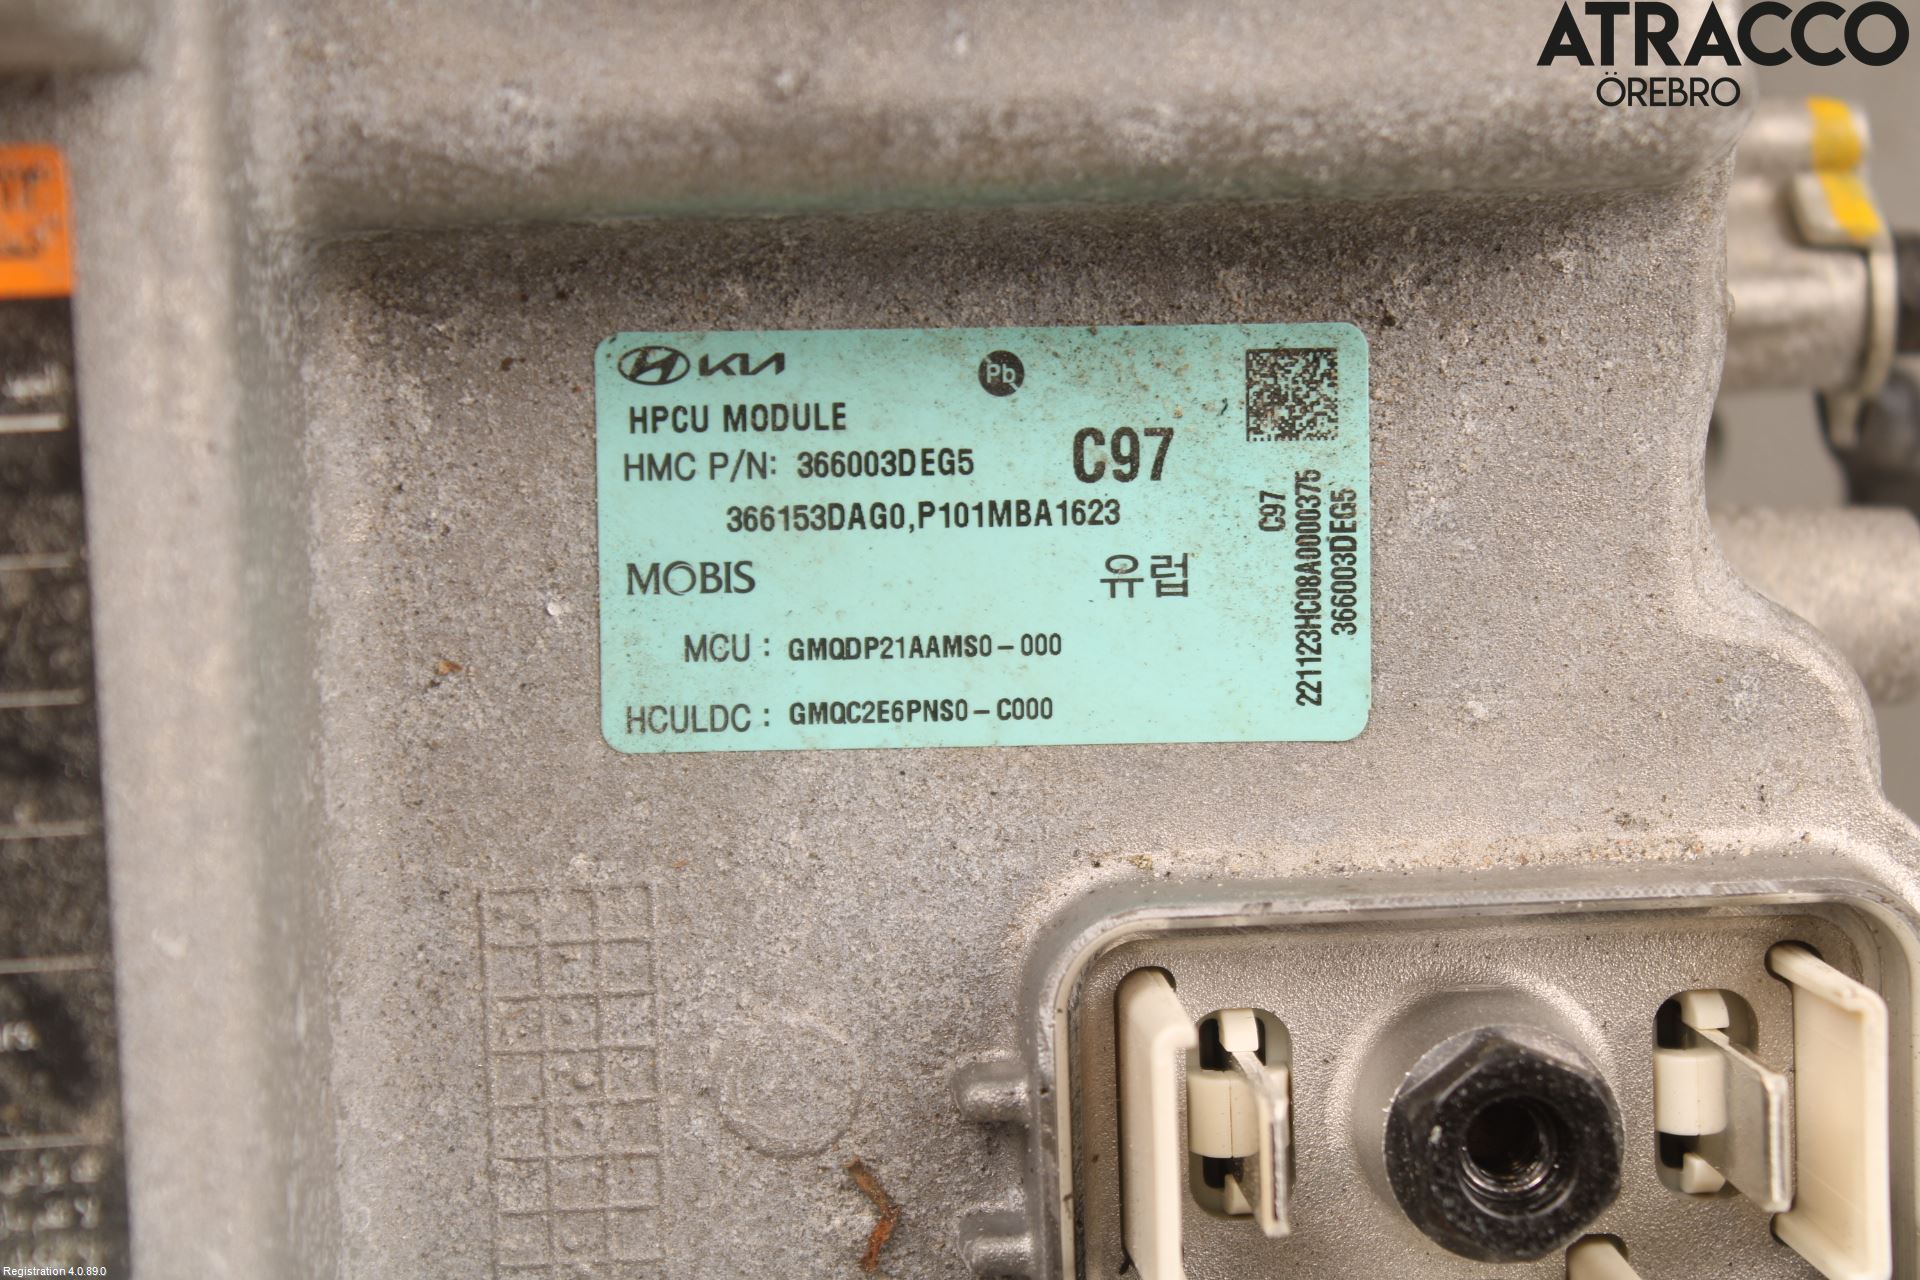 ATRACCO
ÖREBRO
KIA
Pb
HPCU MODULE
HMC P/N: 366003DEG5
C97
366153DAG0,P101MBA1623
MOBIS
유럽
MCU : GMQDP21AAMS0-000
HCULDC : GMQC2E6PNS0-C000
C97
221123HC08A0000375
366003DEG5
Registration 4.0.89.0